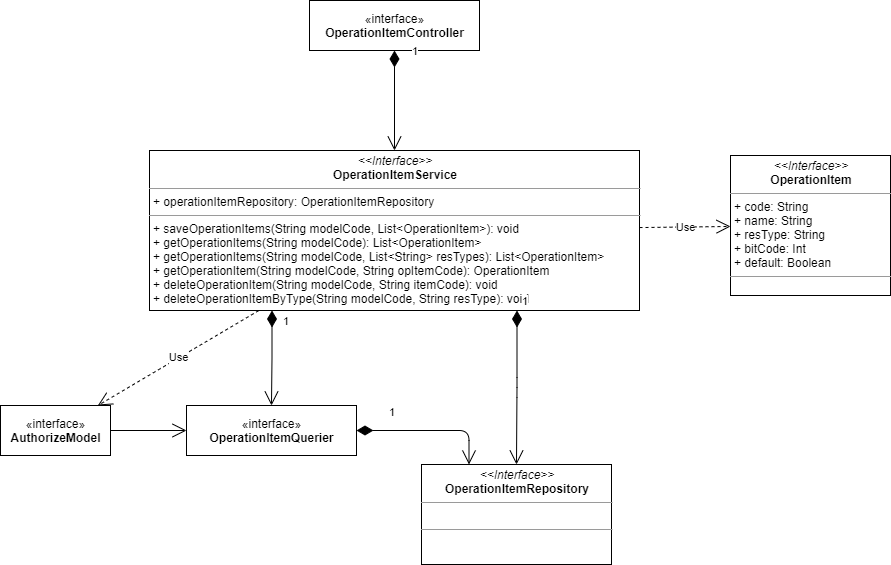 «interface»
OperationItemController
1
<<Interface>>
OperationItemService
+ operationItemRepository: OperationItemRepository
+ saveOperationItems(String modelCode, List<OperationItem>): void
+ getOperationItems(String modelCode): List<OperationItem>
+ getOperationItems(String modelCode, List<String> resTypes): List<OperationItem>
+ getOperationItem(String modelCode, String opItemCode): OperationItem
+ deleteOperationItem(String modelCode, String itemCode): void
+ deleteOperationItemByType(String modelCode, String resType): void
1
Use
<<Interface>>
OperationItem
+ code: String
+ name: String
+ resType: String
+ bitCode: Int
+ default: Boolean
1
Use
«interface»
AuthorizeModel
«interface»
OperationItemQuerier
1
<<Interface>>
OperationItemRepository